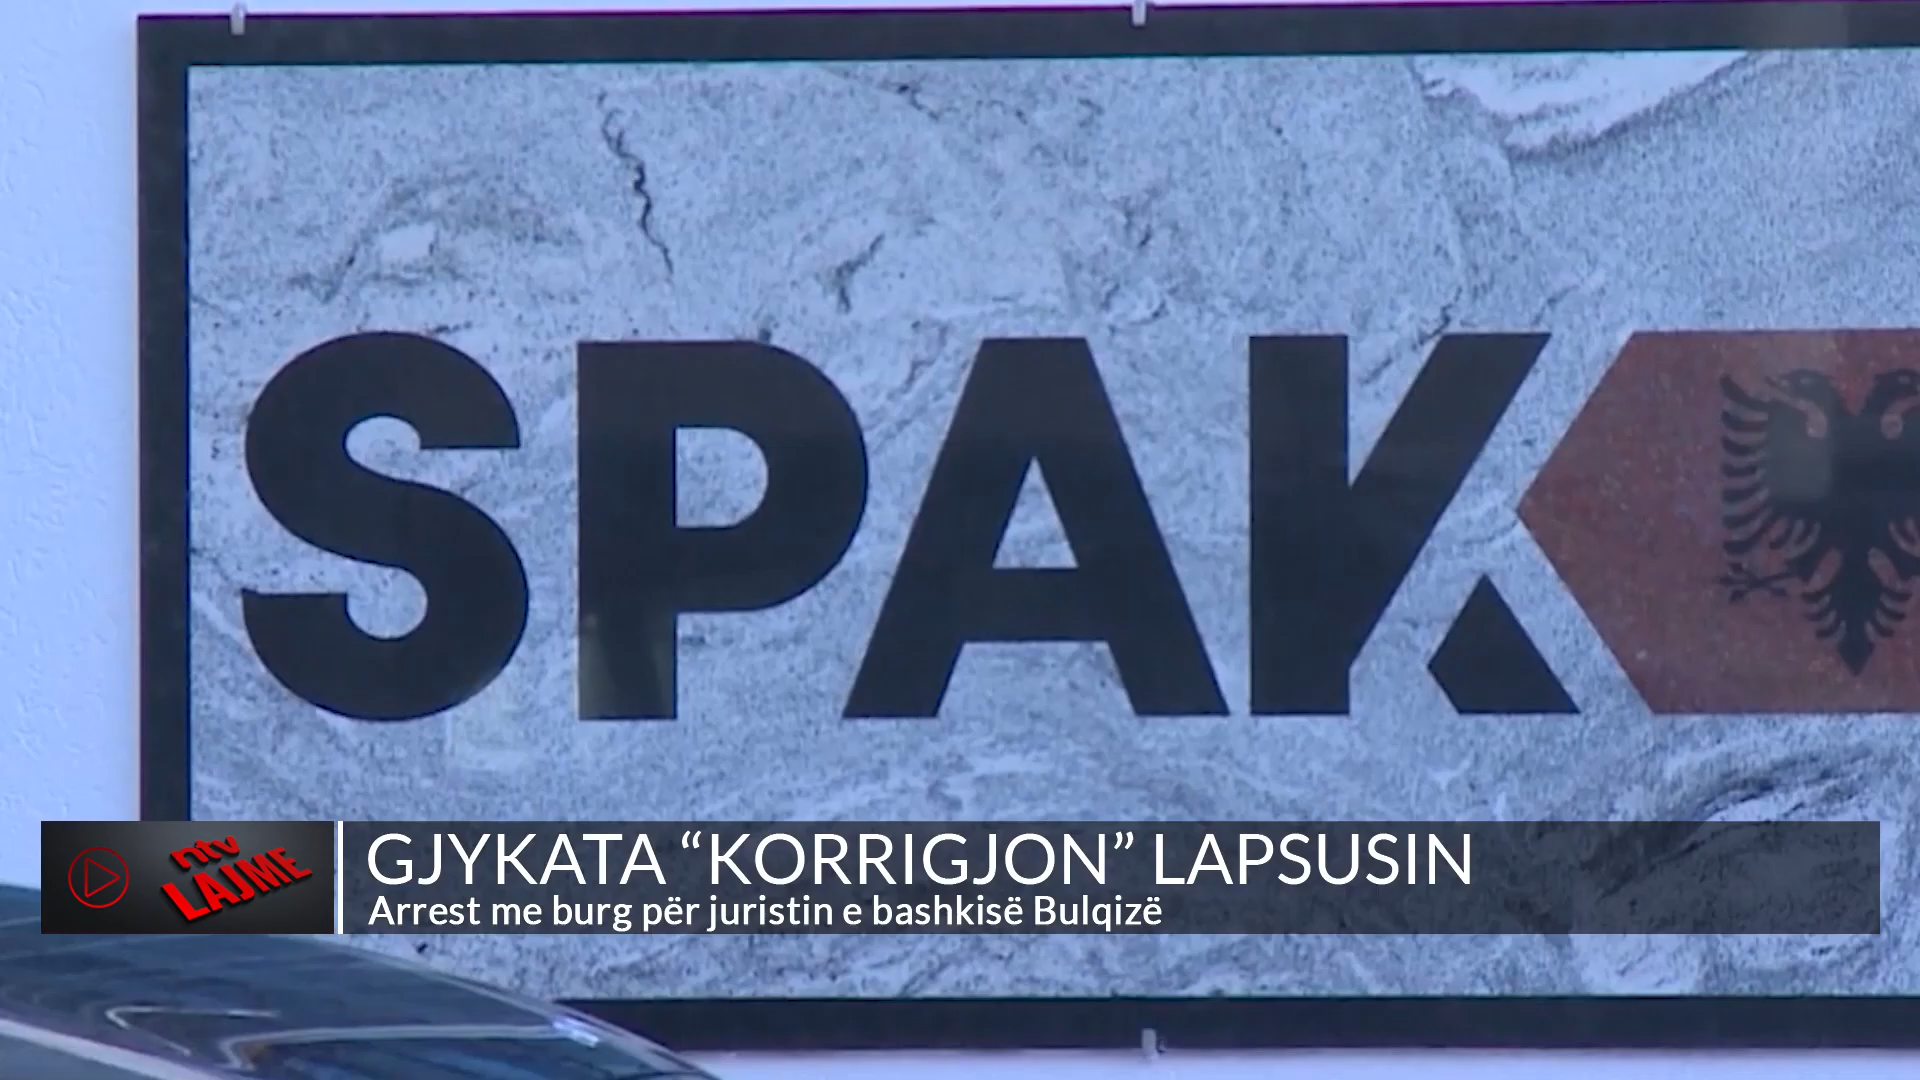 SPAK
ntv
LAJME
GJYKATA “KORRIGJON” LAPSUSIN
Arrest me burg për juristin e bashkisë Bulqizë